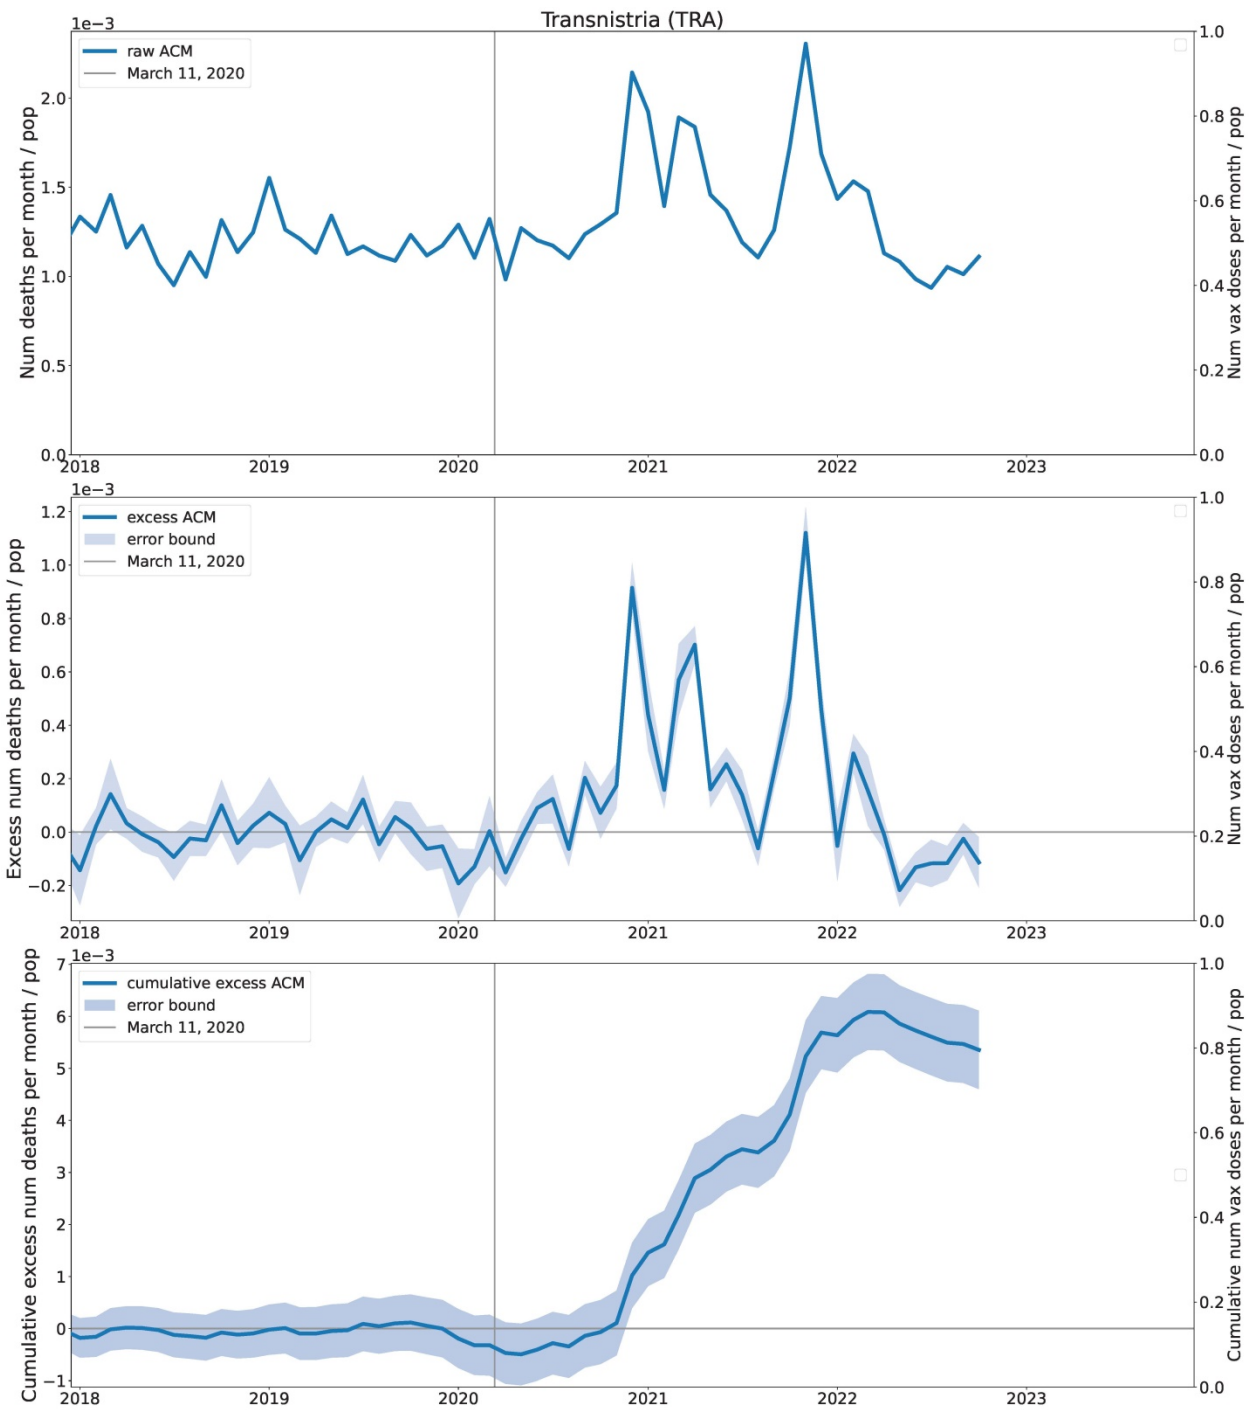 Transnistria (TRA)
1e−3
raw ACM
March 11, 2020
Num deaths per month / pop
2.0
1.5
1.0
0.5
0.0
1.0
0.8
0.6
0.4
0.2
0.0
Num vax doses per month / pop
2018 2019 2020 2021 2022 2023
1e−3
excess ACM
error bound
March 11, 2020
Excess num deaths per month / pop
1.2
1.0
0.8
0.6
0.4
0.2
0.0
−0.2
1.0
0.8
0.6
0.4
0.2
0.0
Num vax doses per month / pop
2018 2019 2020 2021 2022 2023
1e−3
cumulative excess ACM
error bound
March 11, 2020
Cumulative excess num deaths per month / pop
7
6
5
4
3
2
1
0
−1
1.0
0.8
0.6
0.4
0.2
0.0
Cumulative num vax doses per month / pop
2018 2019 2020 2021 2022 2023